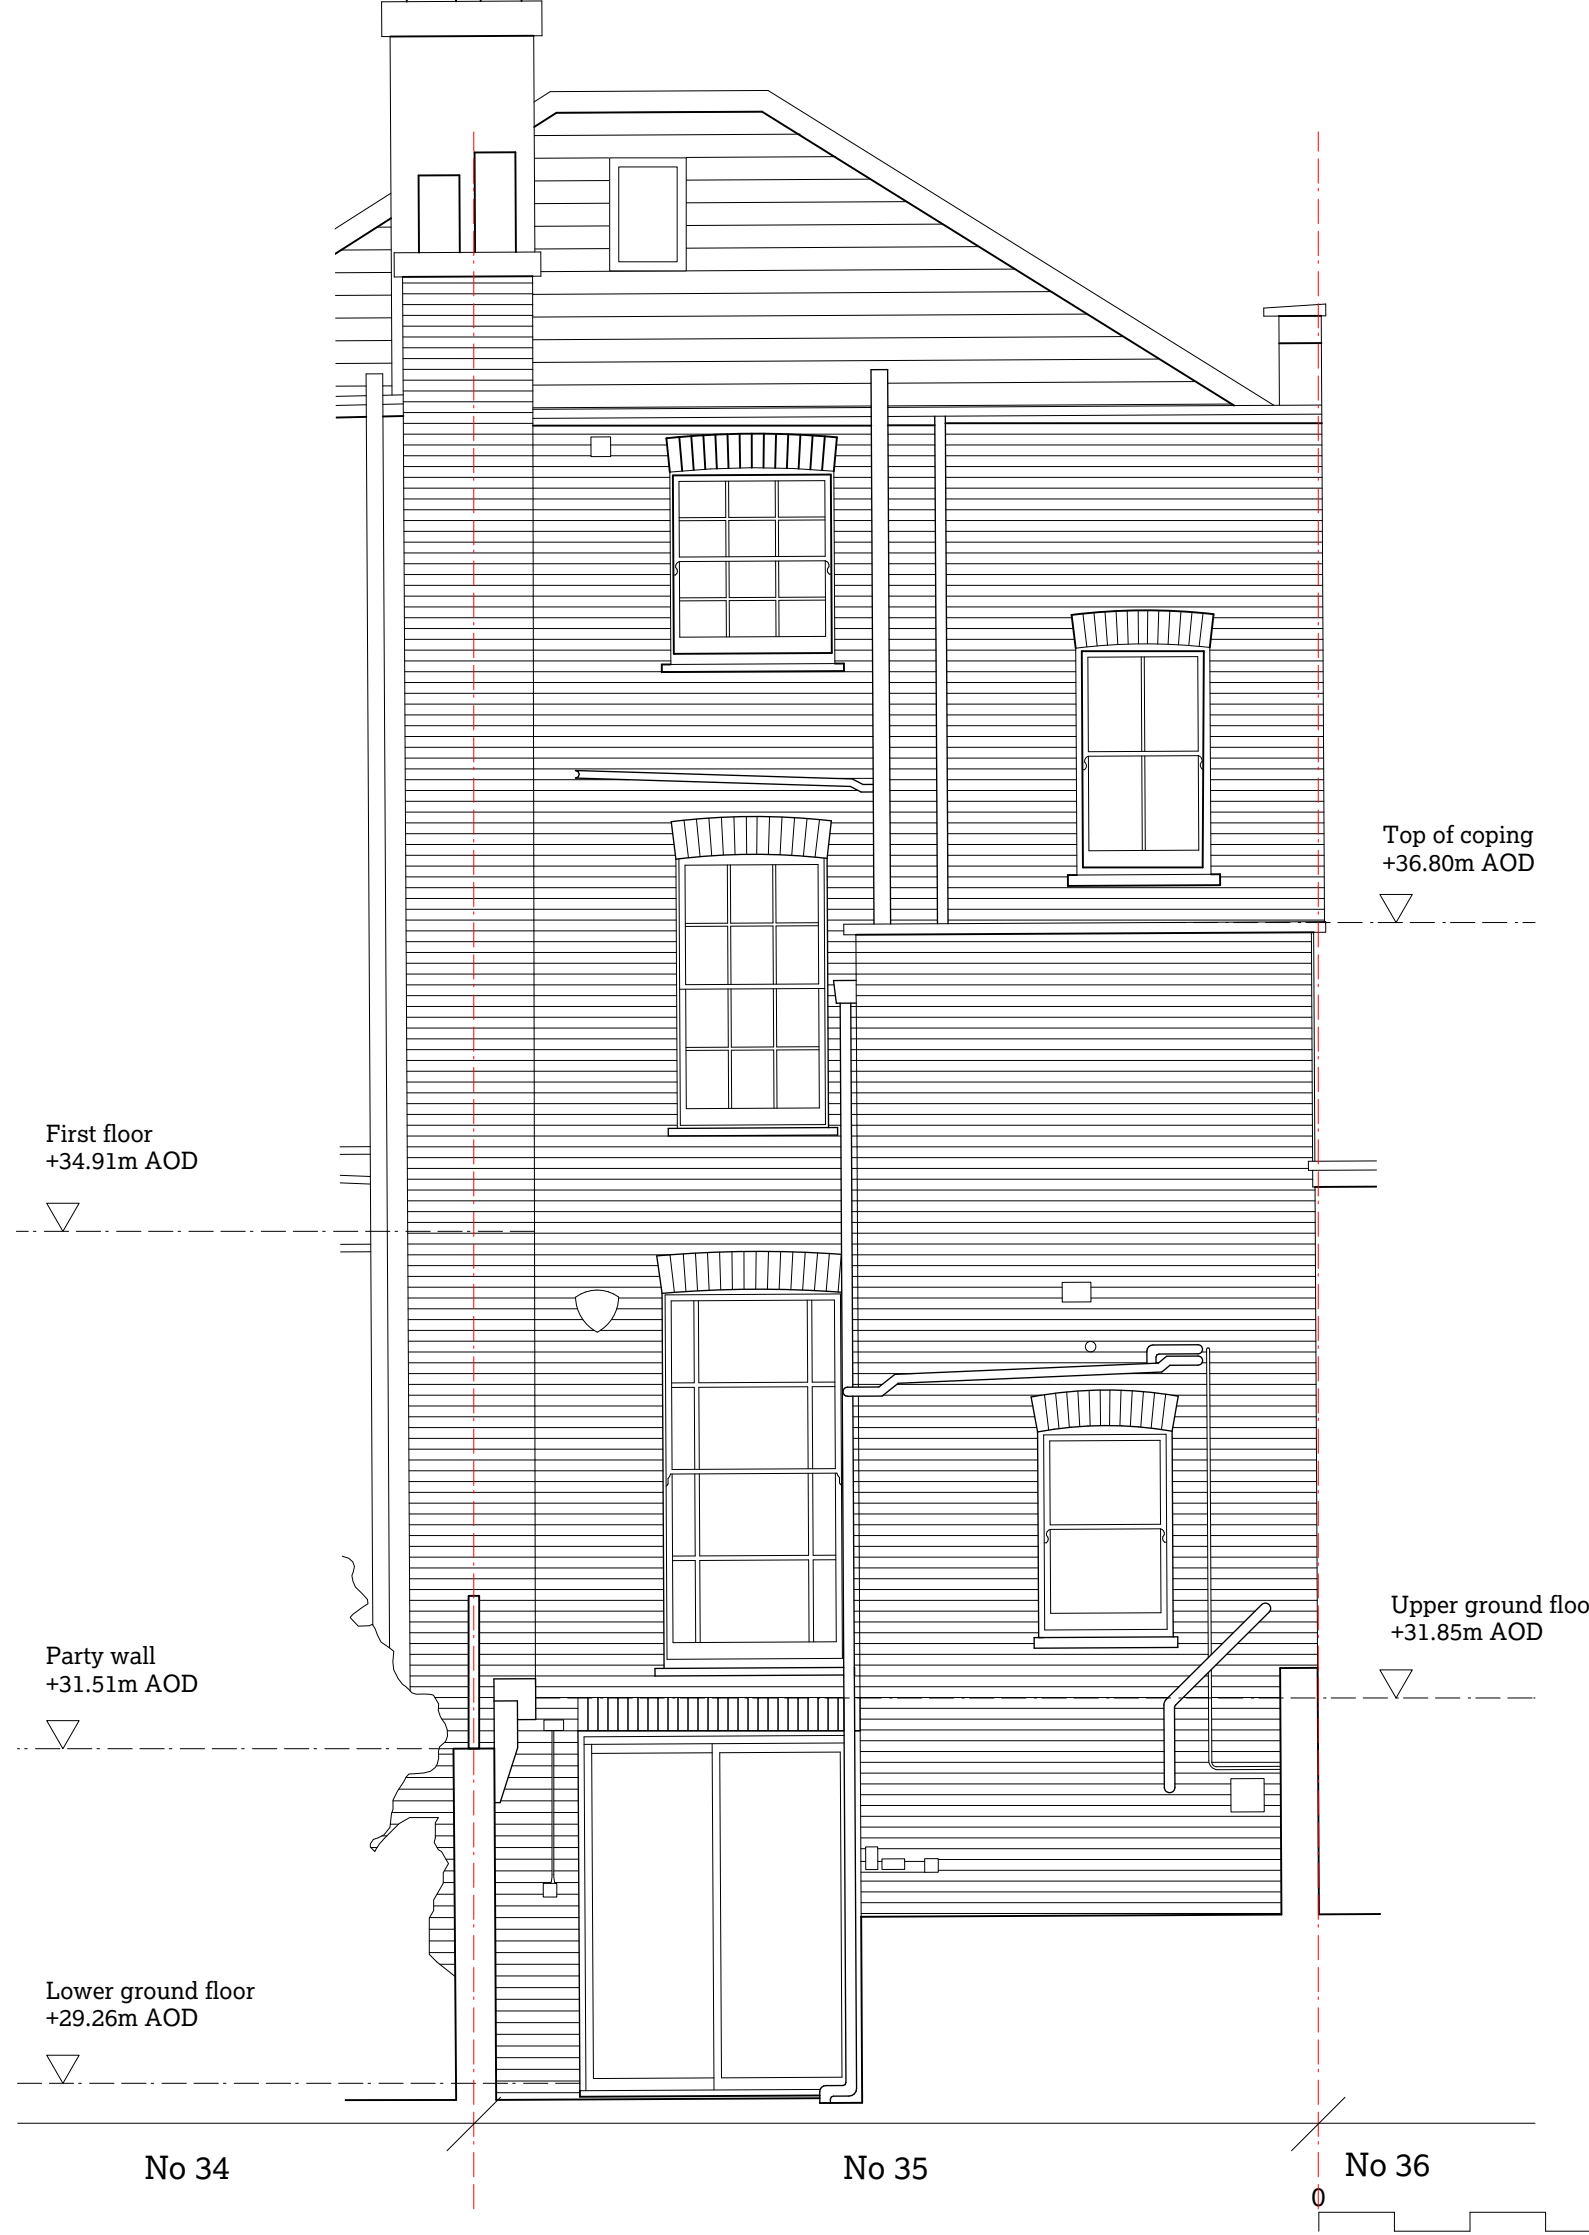 Top of coping
+36.80m AOD
First floor
+34.91m AOD
Upper ground floo
+31.85m AOD
Party wall
+31.51m AOD
Lower ground floor
+29.26m AOD
No 34
No 35
No 36
0